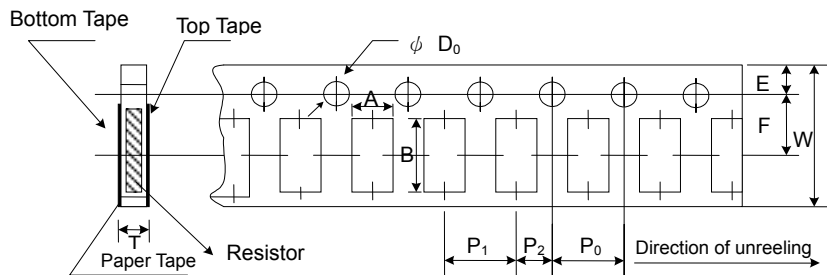 Bottom Tape
Top Tape
ψ D₀
E
A
F
W
B
T
P₁
P₂
P₀
Paper Tape
Resistor
Direction of unreeling